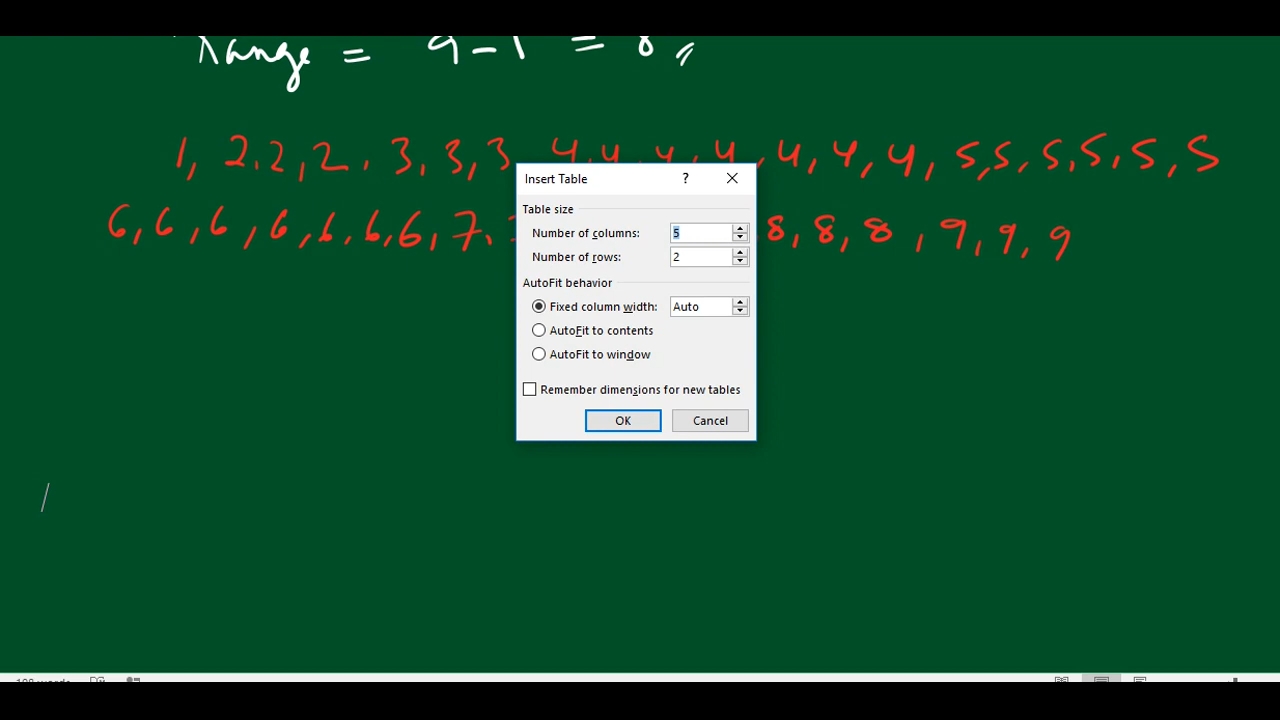 Range = 9 - 1 = 8,
1, 2, 2, 2, 3, 3, 3 4, 4, 4, 4, 4, 4, 4, 5, 5, 5, 5, 5, 5
6, 6, 6, 6, 6, 6, 6, 7, 8, 8, 8, 9, 9, 9
Insert Table ?
Table size
Number of columns: 5
Number of rows: 2
AutoFit behavior
Fixed column width: Auto
AutoFit to contents
AutoFit to window
Remember dimensions for new tables
OK Cancel